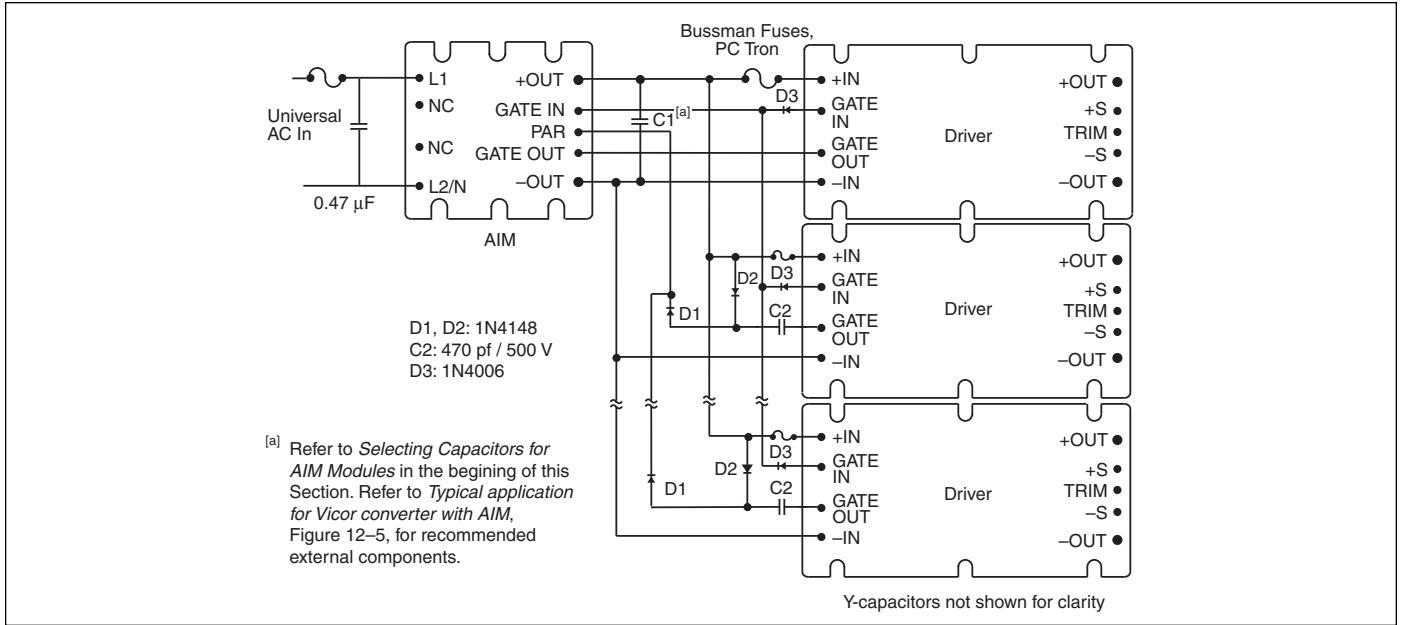 Bussman Fuses,
PC Tron
Universal
AC In
0.47 μF
L1
NC
NC
L2/N
+OUT
GATE IN
PAR
GATE OUT
–OUT
AIM
C1[a]
D3
+IN
GATE
IN
GATE
OUT
–IN
Driver
+OUT
+S
TRIM
–S
–OUT
D2
D3
D1
C2
+IN
GATE
IN
GATE
OUT
–IN
Driver
+OUT
+S
TRIM
–S
–OUT
D1, D2: 1N4148
C2: 470 pf / 500 V
D3: 1N4006
D2
D3
D1
C2
+IN
GATE
IN
GATE
OUT
–IN
Driver
+OUT
+S
TRIM
–S
–OUT
[a] Refer to Selecting Capacitors for
AIM Modules in the begining of this
Section. Refer to Typical application
for Vicor converter with AIM,
Figure 12–5, for recommended
external components.
Y-capacitors not shown for clarity